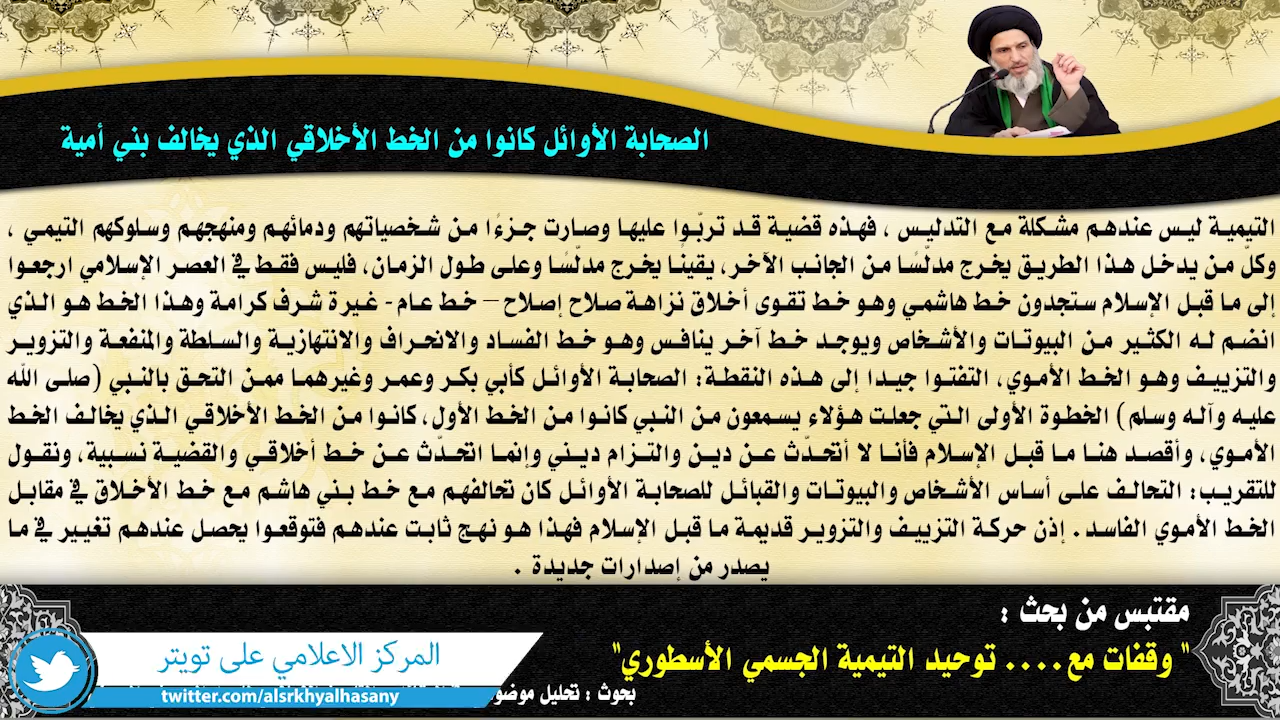 الصحابة الأوائل كانوا من الخط الأخلاقي الذي يخالف بني أمية
التيمية ليس عندهم مشكلة مع التدليس ، فهذه قضية قد تربّوا عليها وصارت جزءًا من شخصياتهم ودمائهم ومنهجهم وسلوكهم التيمي ،
وكلّ من يدخل هذا الطريق يخرج مدلّسًا من الجانب الآخر، يقينًا يخرج مدلّسًا وعلى طول الزمان، فليس فقط في العصر الإسلامي ارجعوا
إلى ما قبل الإسلام ستجدون خط هاشمي وهو خط تقوى أخلاق نزاهة صلاح إصلاح – خط عام- غيرة شرف كرامة وهذا الخط هو الذي
انضم له الكثير من البيوتات والأشخاص ويوجد خط آخر ينافس وهو خط الفساد والانحراف والانتهازية والسلطة والمنفعة والتزوير
والتزييف وهو الخط الأموي، التفتوا جيدا إلى هذه النقطة: الصحابة الأوائل كأبي بكر وعمر وغيرهما ممن التحق بالنبي (صلى الله
عليه وآله وسلم) الخطوة الأولى التي جعلت هؤلاء يسمعون من النبي كانوا من الخط الأول، كانوا من الخط الأخلاقي الذي يخالف الخط
الأموي، وأقصد هنا ما قبل الإسلام فأنا لا أتحدّث عن دين والتزام ديني وإنما اتحدّث عن خط أخلاقي والقضية نسبية، ونقول
للتقريب: التحالف على أساس الأشخاص والبيوتات والقبائل للصحابة الأوائل كان تحالفهم مع خط بني هاشم مع خط الأخلاق في مقابل
الخط الأموي الفاسد . إذن حركة التزييف والتزوير قديمة ما قبل الإسلام فهذا هو نهج ثابت عندهم فتوقعوا يحصل عندهم تغيير في ما
يصدر من إصدارات جديدة .
مقتبس من بحث :
" وقفات مع.... توحيد التيمية الجسمي الأسطوري"
بحوث : تحليل
المركز الاعلامي على تويتر
twitter.com/alsrkhyalhasany